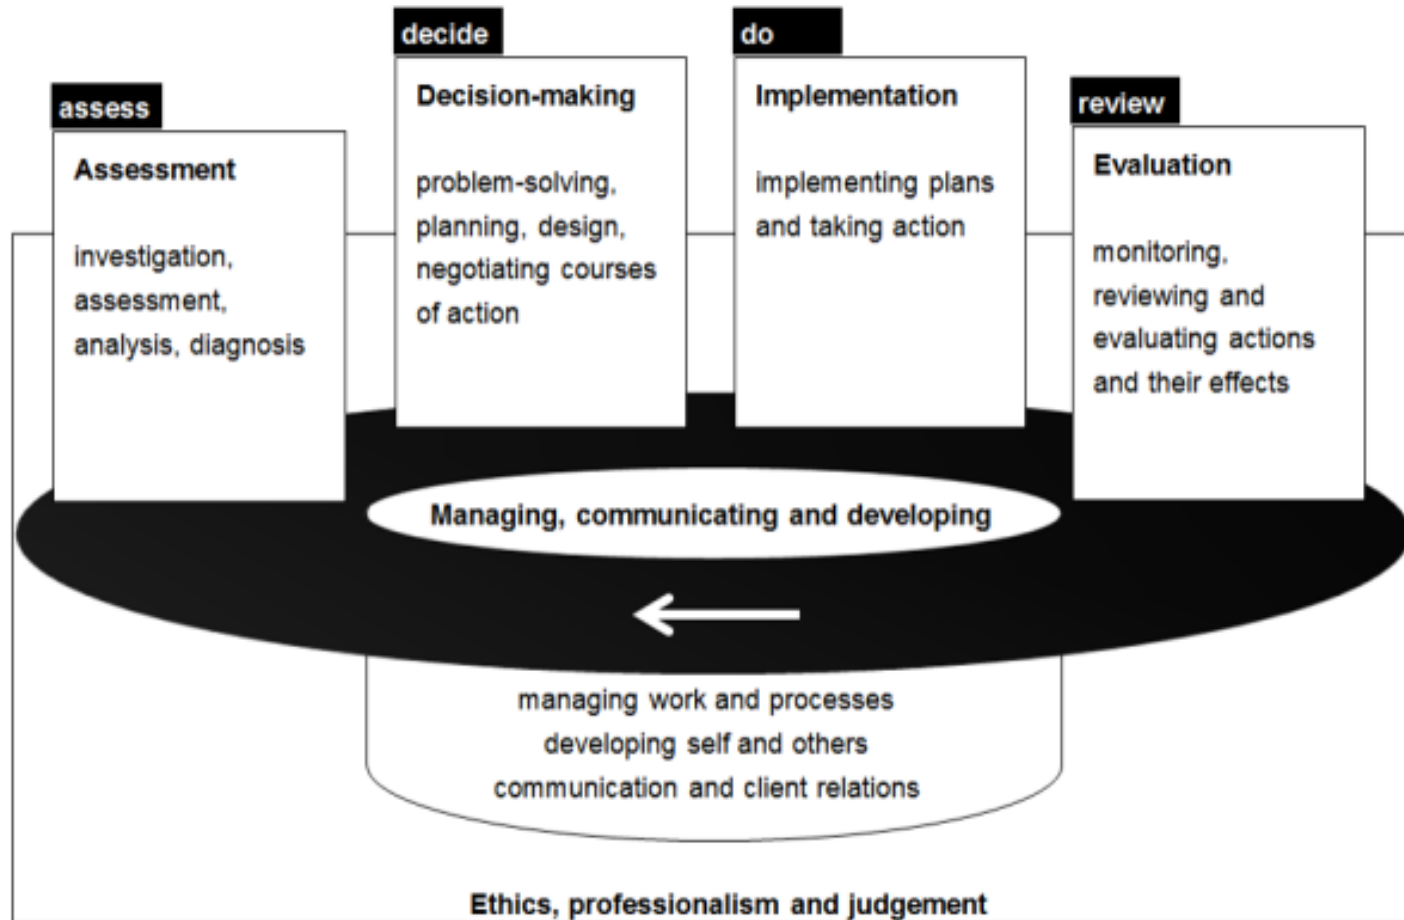 assess
Assessment
investigation,
assessment,
analysis, diagnosis
decide
Decision-making
problem-solving,
planning, design,
negotiating courses
of action
do
Implementation
implementing plans
and taking action
review
Evaluation
monitoring,
reviewing and
evaluating actions
and their effects
Managing, communicating and developing
managing work and processes
developing self and others
communication and client relations
Ethics, professionalism and judgement